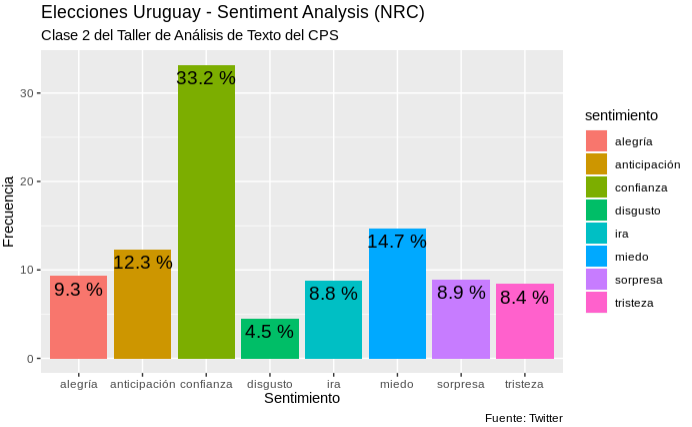 Elecciones Uruguay - Sentiment Analysis (NRC)
Clase 2 del Taller de Análisis de Texto del CPS
Frecuencia
30
20
10
0
9.3 %
12.3 %
33.2 %
4.5 %
8.8 %
14.7 %
8.9 %
8.4 %
alegría
anticipación
confianza
disgusto
ira
miedo
sorpresa
tristeza
Sentimiento
sentimiento
alegría
anticipación
confianza
disgusto
ira
miedo
sorpresa
tristeza
Fuente: Twitter